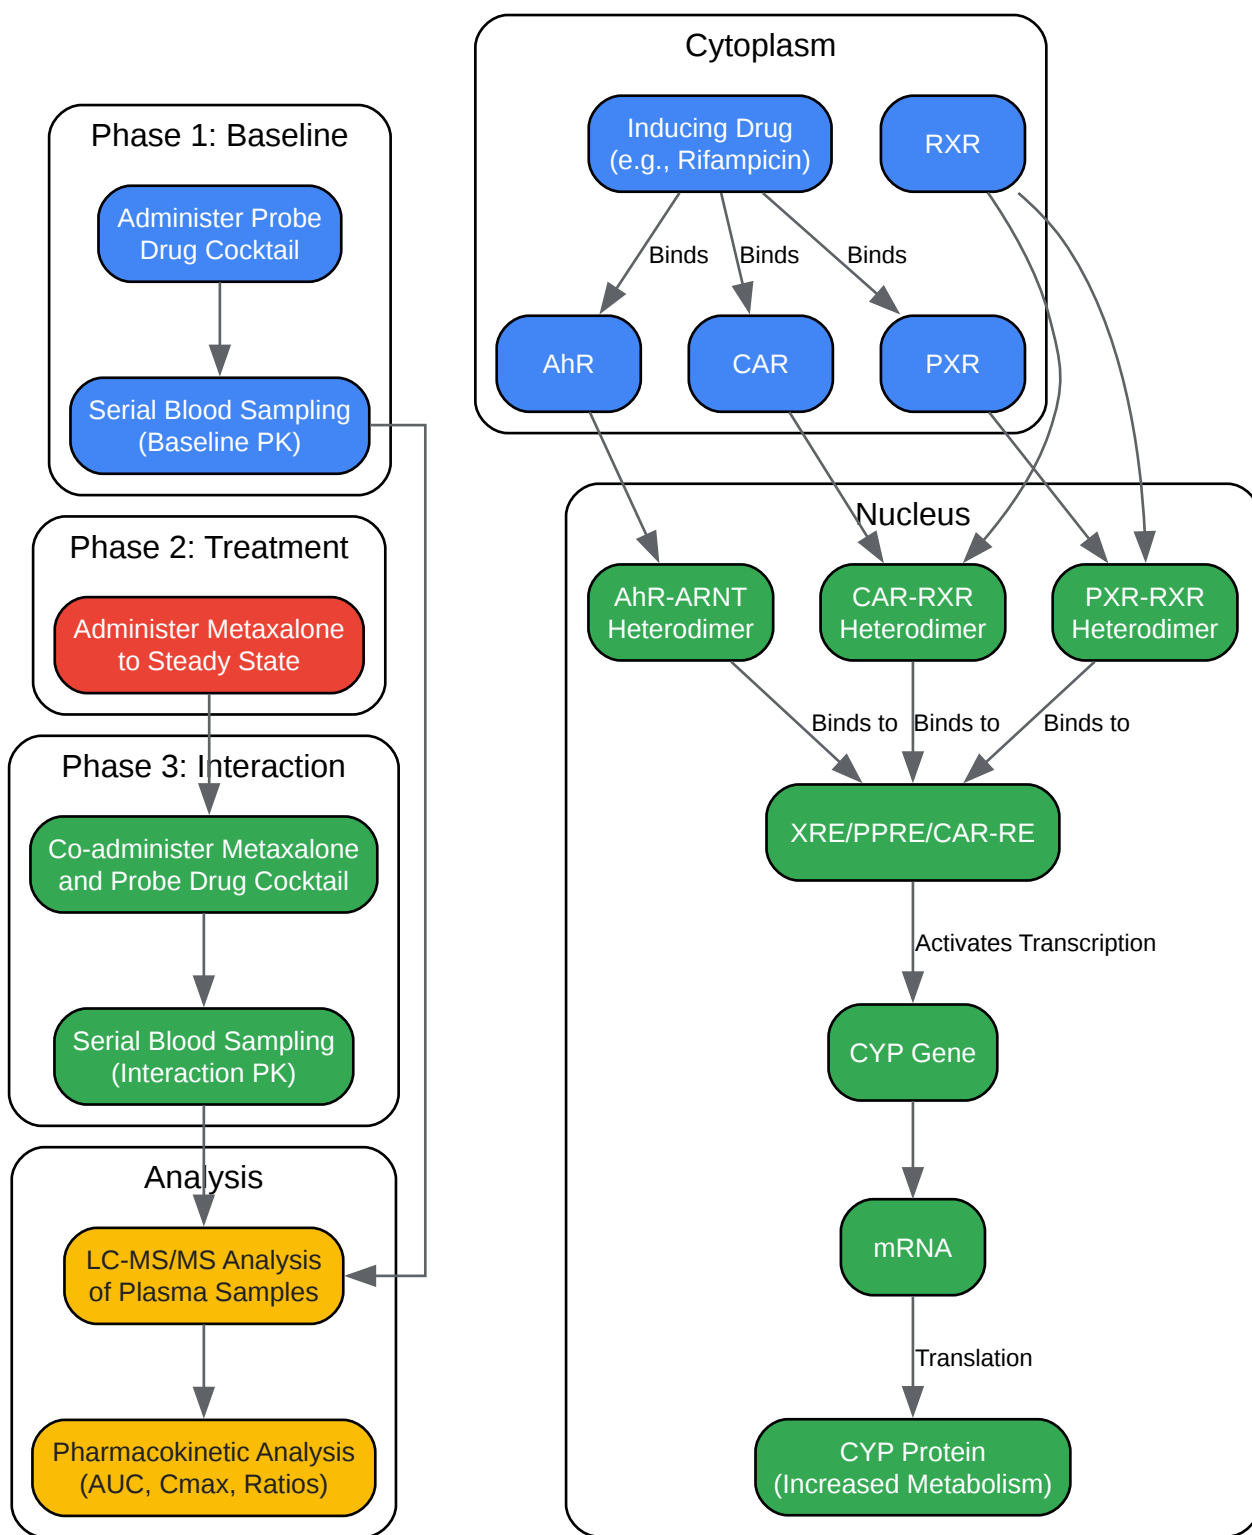 Phase 1: Baseline
Administer Probe
Drug Cocktail
Serial Blood Sampling
(Baseline PK)
Phase 2: Treatment
Administer Metaxalone
to Steady State
Phase 3: Interaction
Co-administer Metaxalone
and Probe Drug Cocktail
Serial Blood Sampling
(Interaction PK)
Analysis
LC-MS/MS Analysis
of Plasma Samples
Pharmacokinetic Analysis
(AUC, Cmax, Ratios)
Cytoplasm
Inducing Drug
(e.g., Rifampicin)
RXR
Binds
Binds
Binds
AhR
CAR
PXR
Nucleus
AhR-ARNT
Heterodimer
CAR-RXR
Heterodimer
PXR-RXR
Heterodimer
Binds to
Binds to
Binds to
XRE/PPRE/CAR-RE
Activates Transcription
CYP Gene
mRNA
Translation
CYP Protein
(Increased Metabolism)